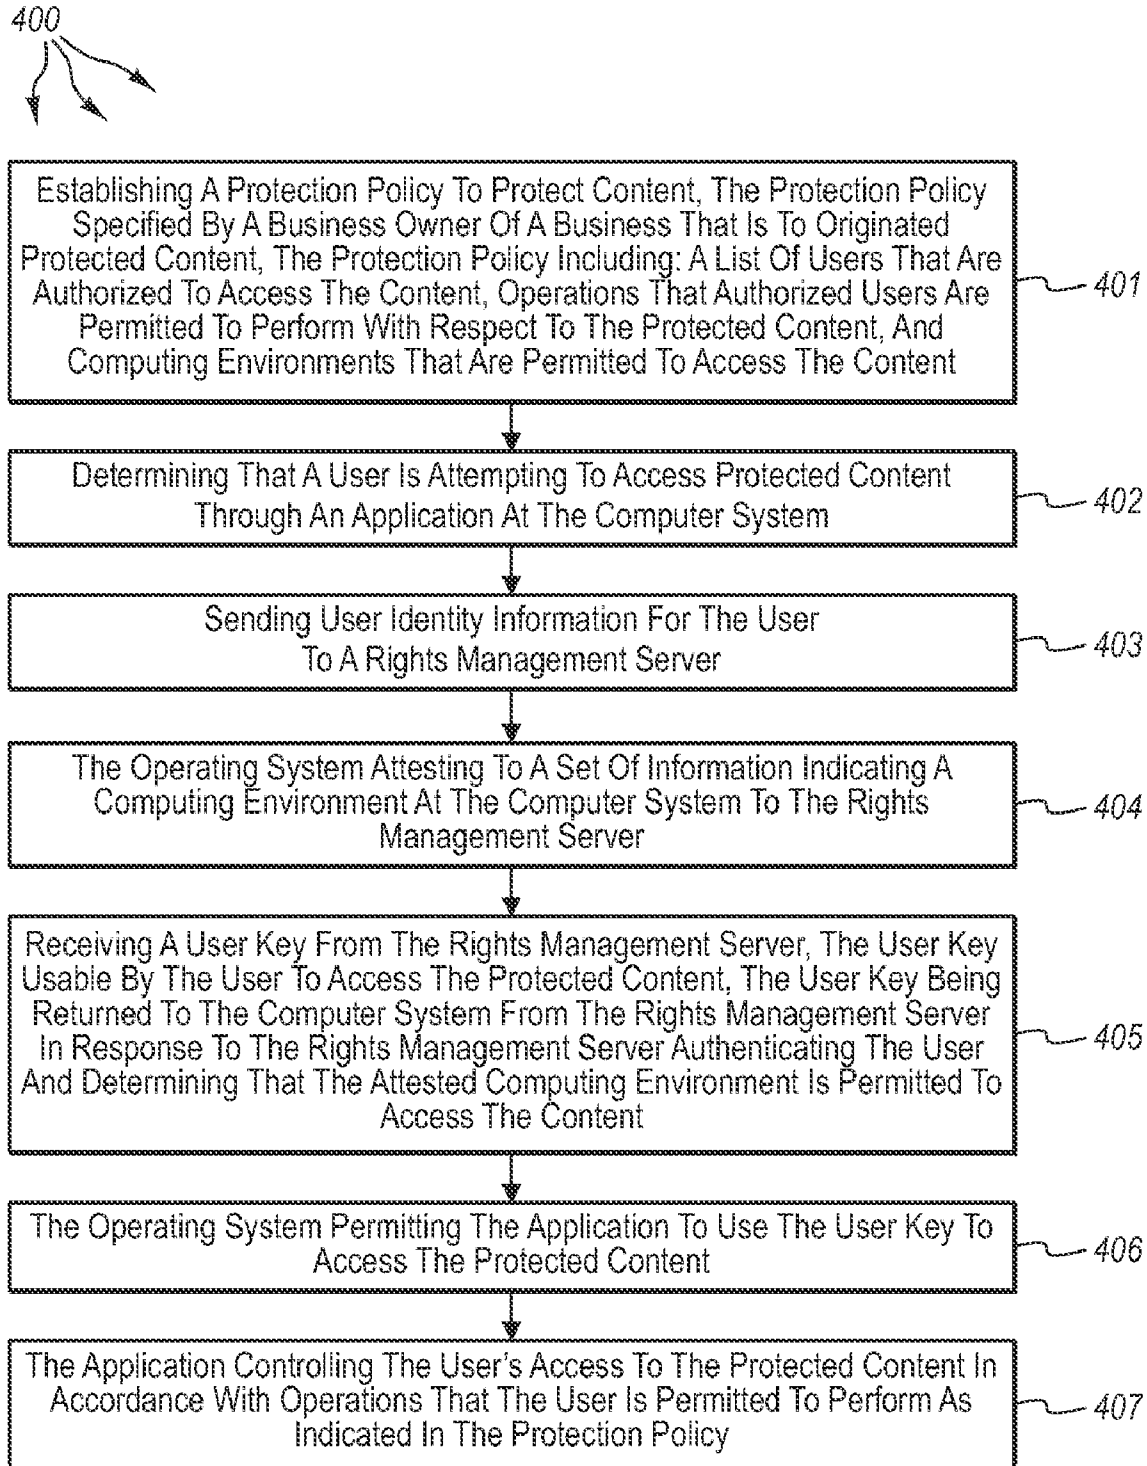 400
Establishing A Protection Policy To Protect Content, The Protection Policy
Specified By A Business Owner Of A Business That Is To Originated
Protected Content, The Protection Policy Including: A List Of Users That Are
Authorized To Access The Content, Operations That Authorized Users Are
Permitted To Perform With Respect To The Protected Content, And
Computing Environments That Are Permitted To Access The Content
401
Determining That A User Is Attempting To Access Protected Content
Through An Application At The Computer System
402
Sending User Identity Information For The User
To A Rights Management Server
403
The Operating System Attesting To A Set Of Information Indicating A
Computing Environment At The Computer System To The Rights
Management Server
404
Receiving A User Key From The Rights Management Server, The User Key
Usable By The User To Access The Protected Content, The User Key Being
Returned To The Computer System From The Rights Management Server
In Response To The Rights Management Server Authenticating The User
And Determining That The Attested Computing Environment Is Permitted To
Access The Content
405
The Operating System Permitting The Application To Use The User Key To
Access The Protected Content
406
The Application Controlling The User's Access To The Protected Content In
Accordance With Operations That The User Is Permitted To Perform As
Indicated In The Protection Policy
407